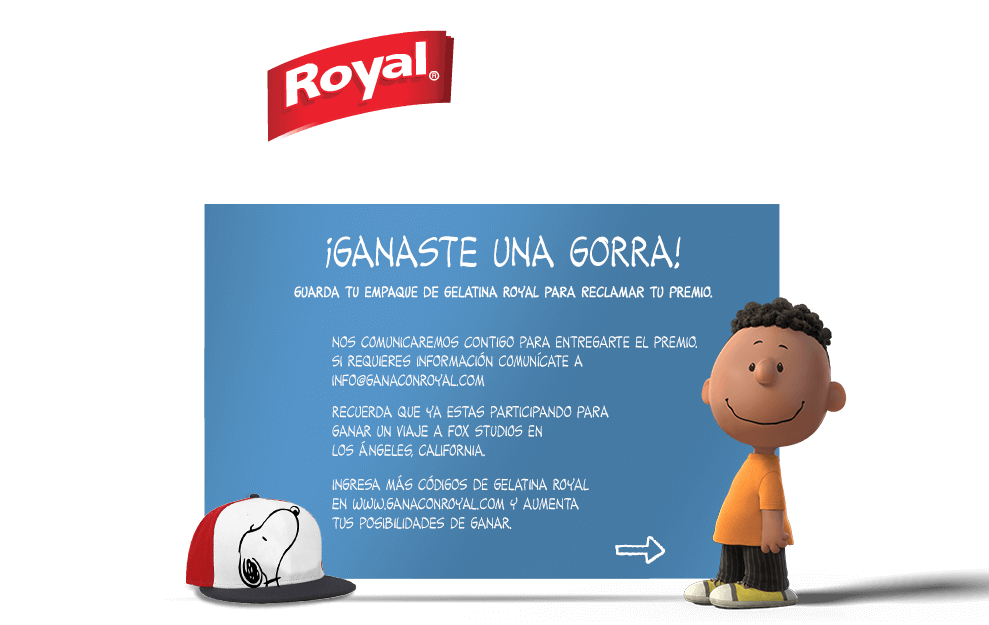 Royal®
¡GANASTE UNA GORRA!
GUARDA TU EMPAQUE DE GELATINA ROYAL PARA RECLAMAR TU PREMIO.
NOS COMUNICAREMOS CONTIGO PARA ENTREGARTE EL PREMIO.
SI REQUIERES INFORMACIÓN COMUNÍCATE A
INFO@GANACONROYAL.COM
RECUERDA QUE YA ESTAS PARTICIPANDO PARA
GANAR UN VIAJE A FOX STUDIOS EN
LOS ÁNGELES, CALIFORNIA.
INGRESA MÁS CÓDIGOS DE GELATINA ROYAL
EN WWW.GANACONROYAL.COM Y AUMENTA
TUS POSIBILIDADES DE GANAR.